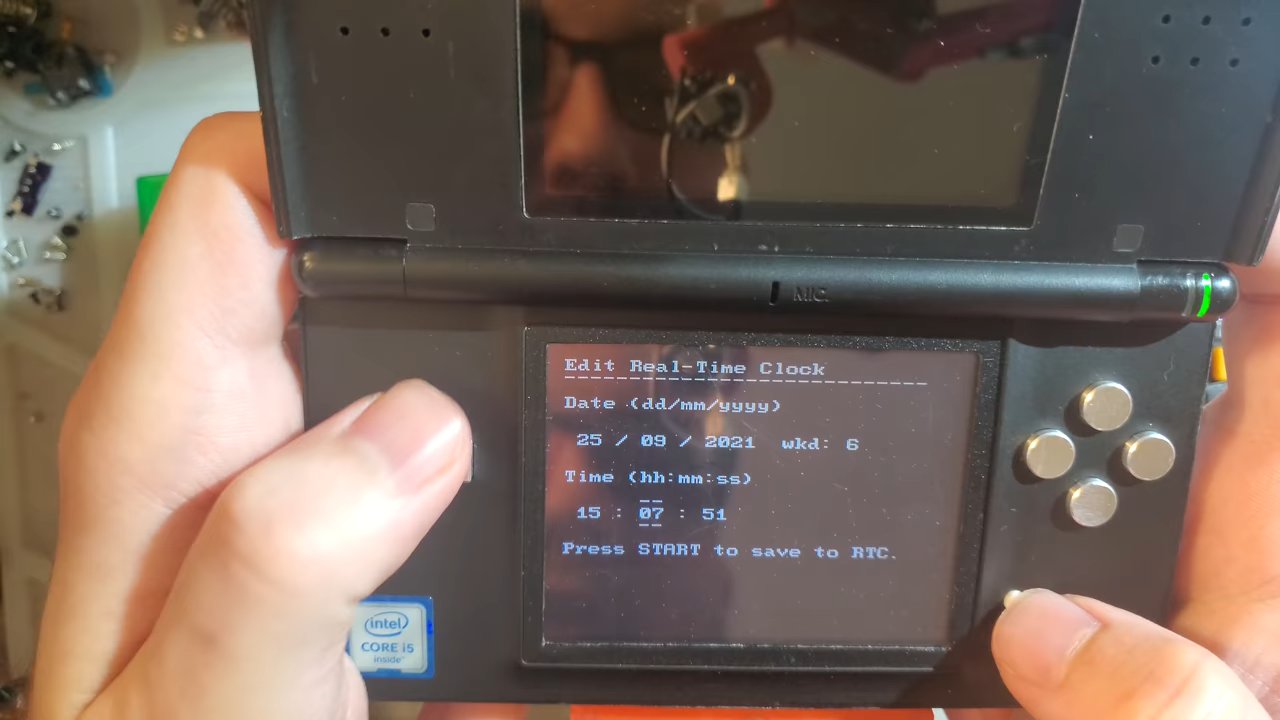 MIC.
Edit Real-Time Clock
Date (dd/mm/yyyy)
25 / 09 / 2021 wkd: 6
Time (hh:mm:ss)
15 : 07 : 51
Press START to save to RTC.
intel
CORE i5
inside™